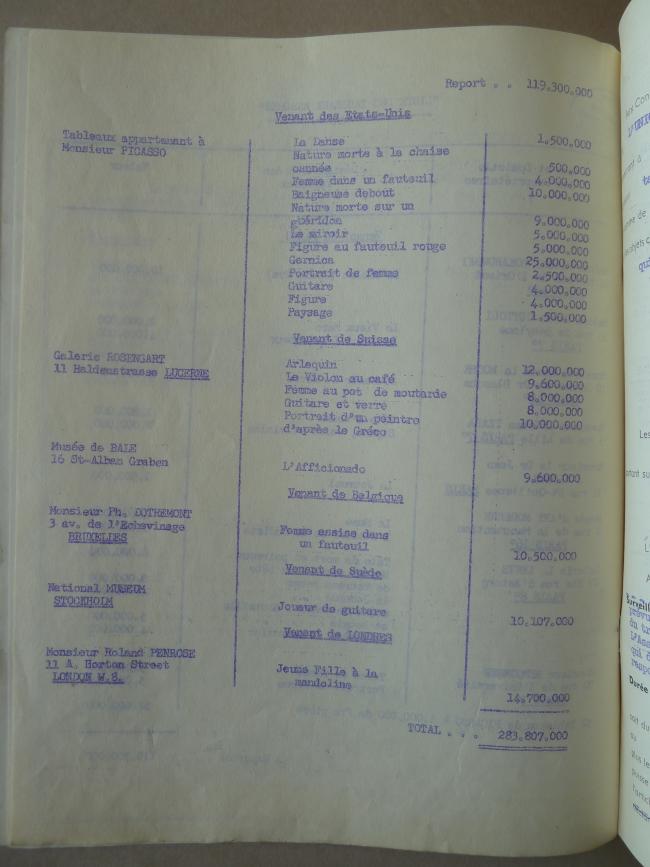 Report . . 119.300.000
Venant des Etats-Unis
Tableaux appartenant à
Monsieur PICASSO
La Danse 1.500.000
Nature morte à la chaise
cannée 500.000
Femme dans un fauteuil 4.000.000
Baigneuse debout 10.000.000
Nature morte sur un
guéridon 9.000.000
Le miroir 5.000.000
Figure au fauteuil rouge 5.000.000
Gernica 25.000.000
Portrait de femme 2.500.000
Guitare 4.000.000
Figure 4.000.000
Paysage 1.500.000
Venant de Suisse
Galerie ROSENGART
11 Haldenstrasse LUCERNE
Arlequin 12.000.000
Le Violon au café 9.600.000
Femme au pot de moutarde 8.000.000
Guitare et verre 8.000.000
Portrait d'un peintre 10.000.000
d'après le Gréco
Musée de BALE
16 St-Alban Graben
L'Afficionado 9.600.000
Venant de Belgique
Monsieur Ph. DOTREMONT
3 av. de l'Echevinage
BRUXELLES
Femme assise dans
un fauteuil 10.500.000
Venant de Suède
National MUSEUM
STOCKHOLM
Joueur de guitare 10.107.000
Venant de LONDRES
Monsieur Roland PENROSE
11 A, Horton Street
LONDON W.8.
Jeune Fille à la
mandoline 14.700.000
TOTAL . . . 283.807.000